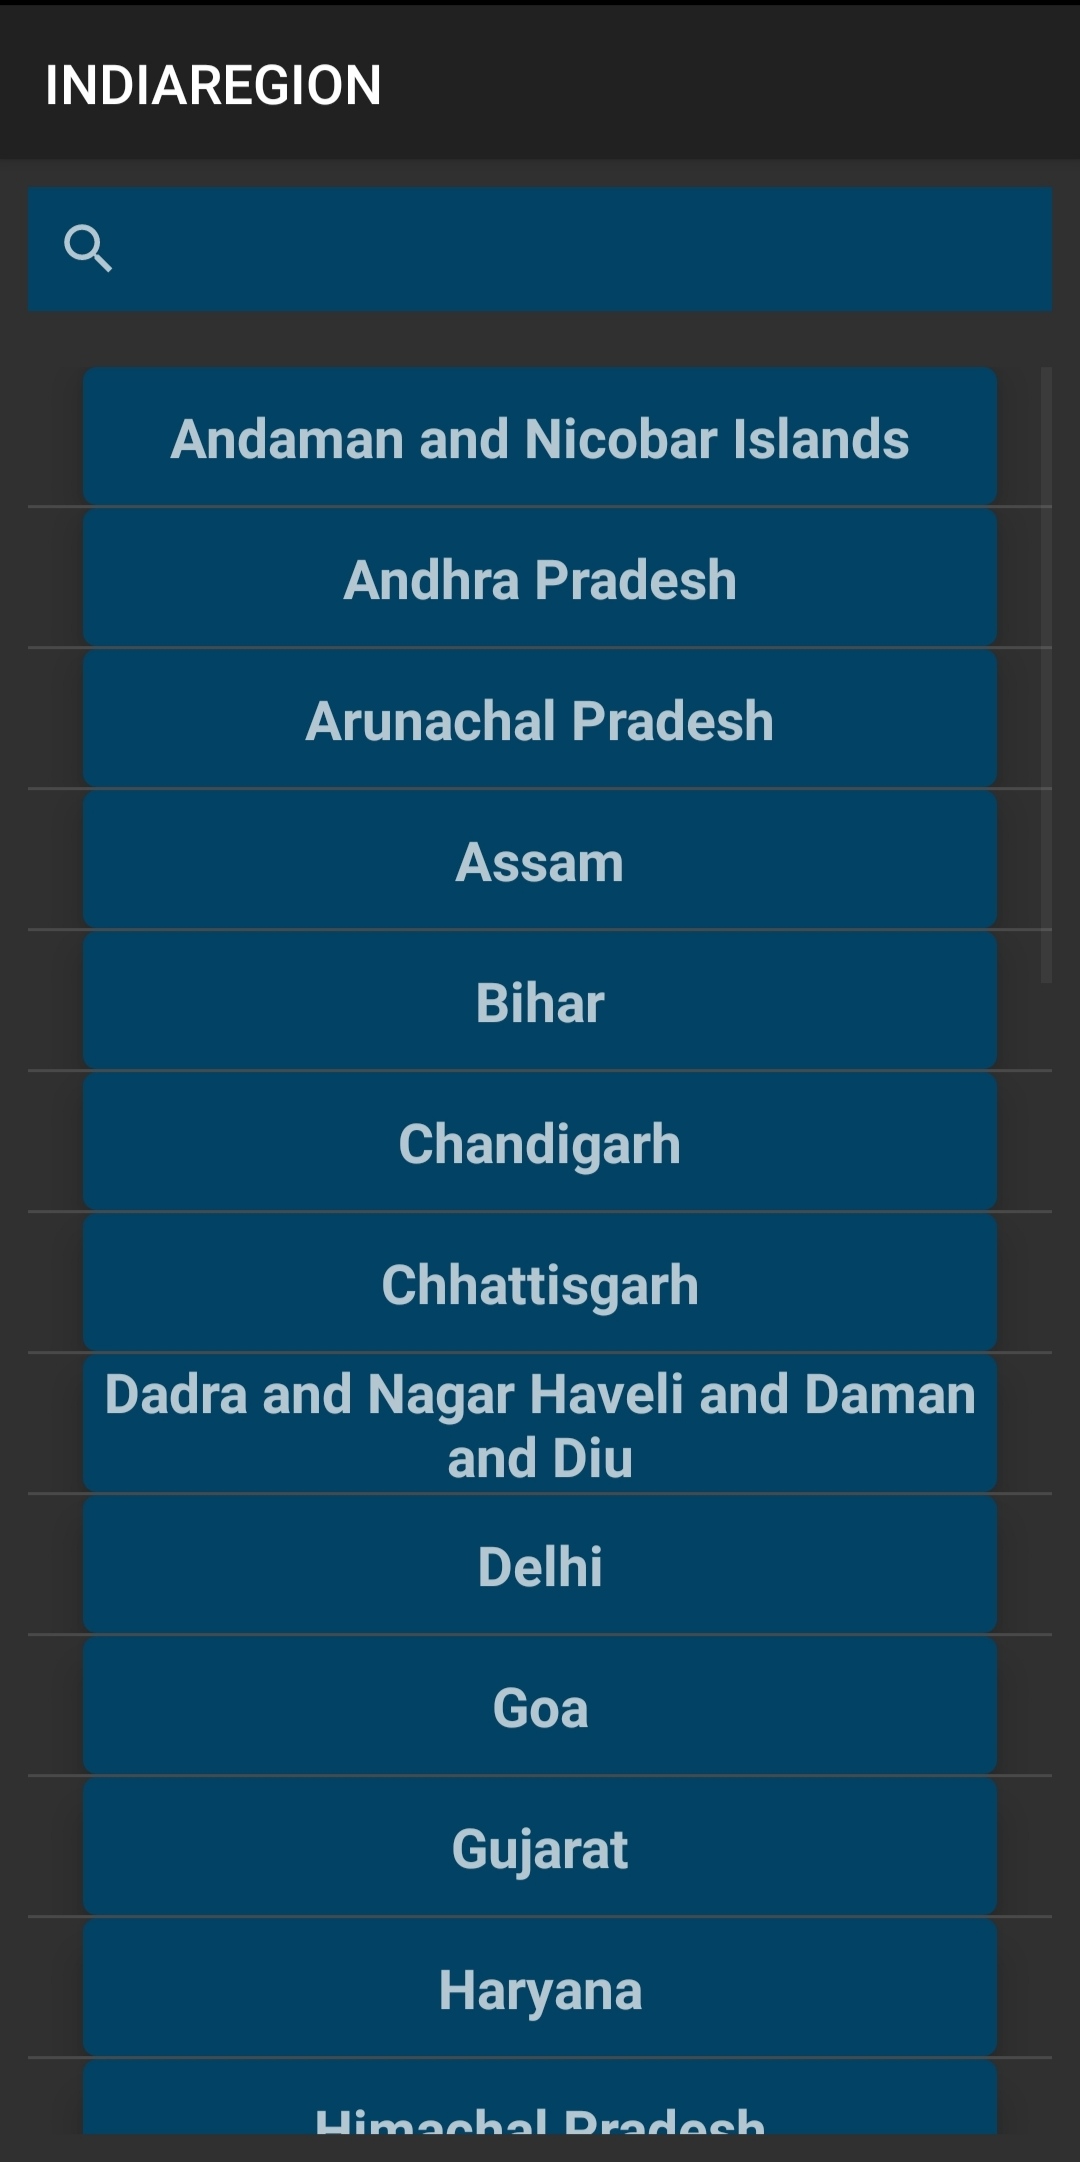 INDIAREGION
Andaman and Nicobar Islands
Andhra Pradesh
Arunachal Pradesh
Assam
Bihar
Chandigarh
Chhattisgarh
Dadra and Nagar Haveli and Daman
and Diu
Delhi
Goa
Gujarat
Haryana
Himachal Pradesh